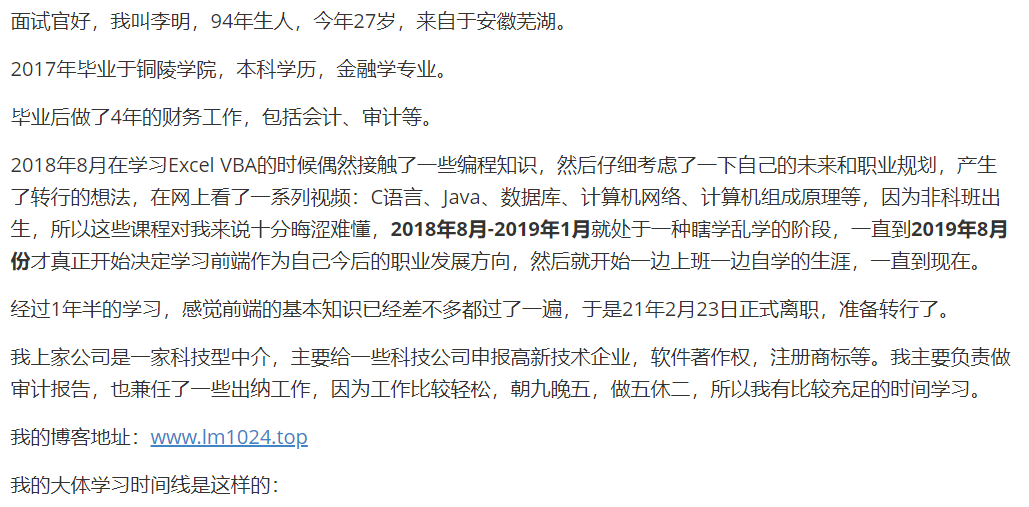 面试官好，我叫李明，94年生人，今年27岁，来自于安徽芜湖。
2017年毕业于铜陵学院，本科学历，金融学专业。
毕业后做了4年的财务工作，包括会计、审计等。
2018年8月在学习Excel VBA的时候偶然接触了一些编程知识，然后仔细考虑了一下自己的未来和职业规划，产生
了转行的想法，在网上看了一系列视频：C语言、Java、数据库、计算机网络、计算机组成原理等，因为非科班出
生，所以这些课程对我来说十分晦涩难懂，2018年8月-2019年1月就处于一种瞎学乱学的阶段，一直到2019年8月
份才真正开始决定学习前端作为自己今后的职业发展方向，然后就开始一边上班一边自学的生涯，一直到现在。
经过1年半的学习，感觉前端的基本知识已经差不多都过了一遍，于是21年2月23日正式离职，准备转行了。
我上家公司是一家科技型中介，主要给一些科技公司申报高新技术企业，软件著作权，注册商标等。我主要负责做
审计报告，也兼任了一些出纳工作，因为工作比较轻松，朝九晚五，做五休二，所以我有比较充足的时间学习。
我的博客地址：www.lm1024.top
我的大体学习时间线是这样的：